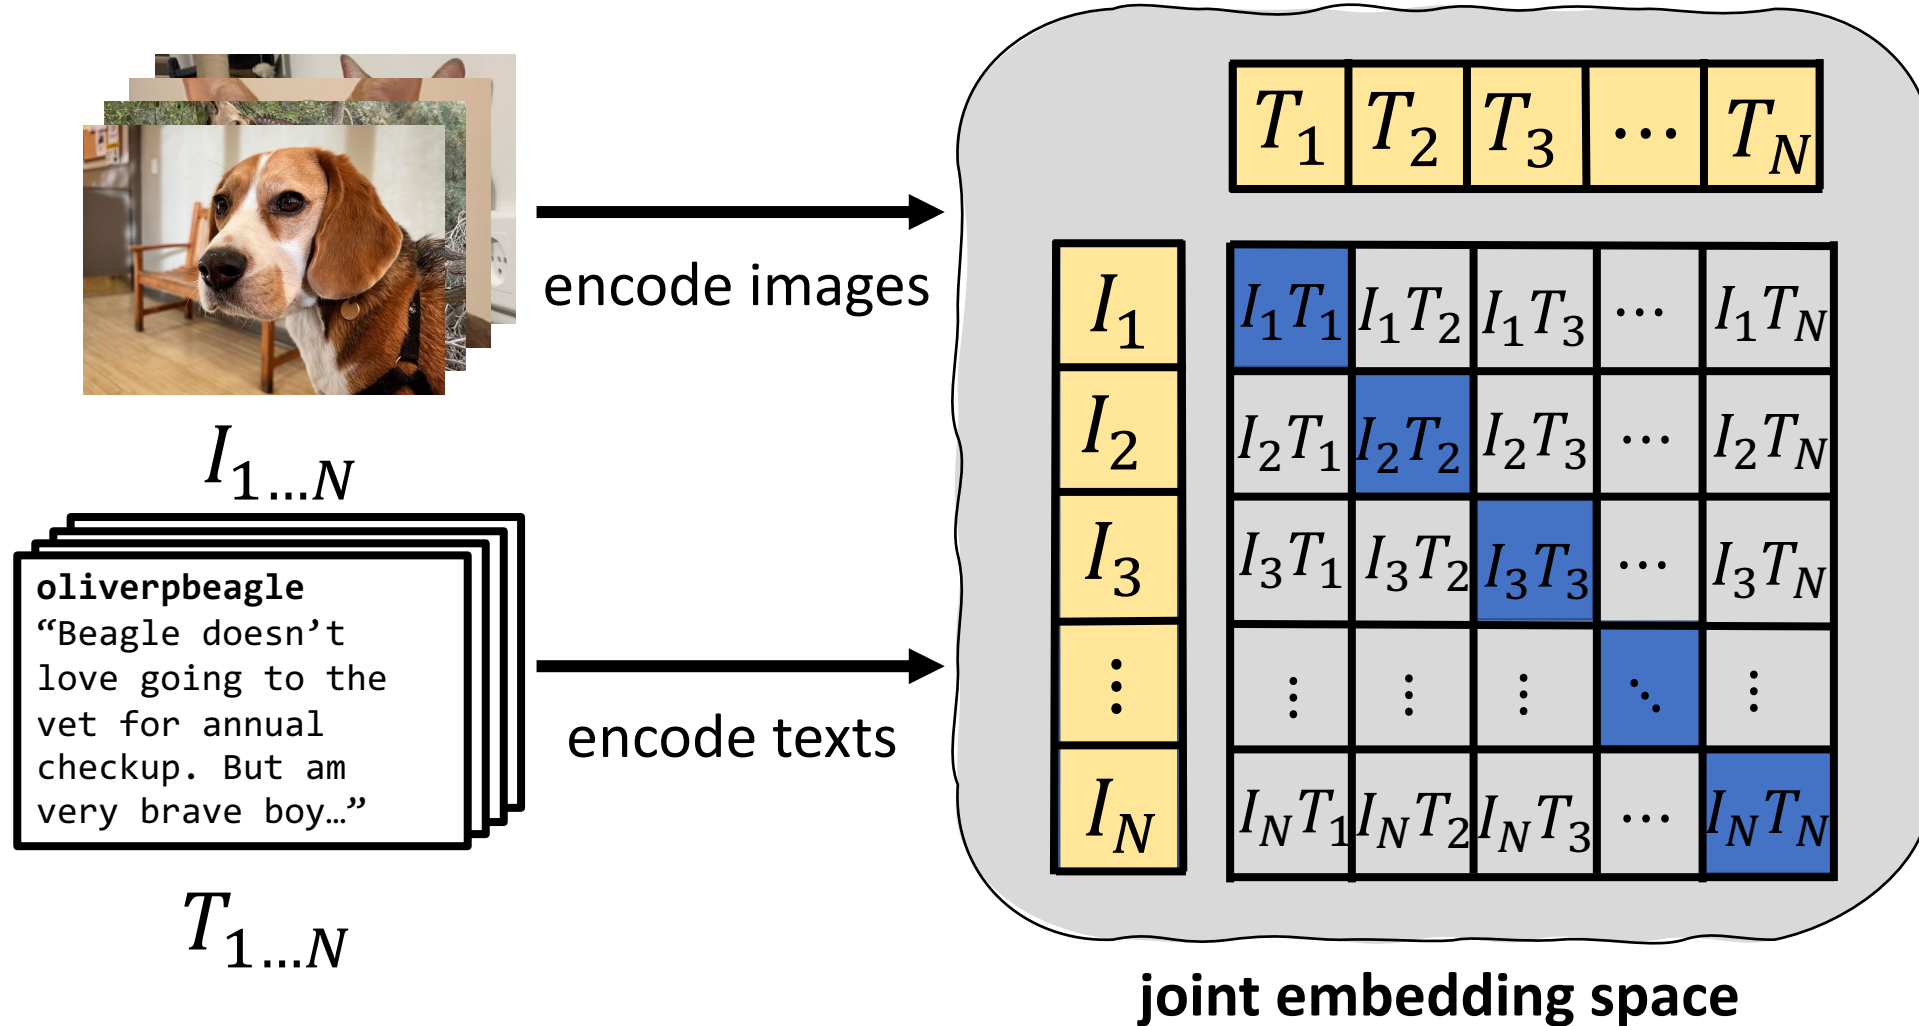 encode images
I1…N
oliverpbeagle
“Beagle doesn’t
love going to the
vet for annual
checkup. But am
very brave boy…”
encode texts
T1…N
T1 T2 T3 ⋯ TN
I1
I2
I3
⋮
IN
I1T1 I1T2 I1T3 ⋯ I1TN
I2T1 I2T2 I2T3 ⋯ I2TN
I3T1 I3T2 I3T3 ⋯ I3TN
⋮ ⋮ ⋮ ⋱ ⋮
INT1 INT2 INT3 ⋯ INTN
joint embedding space